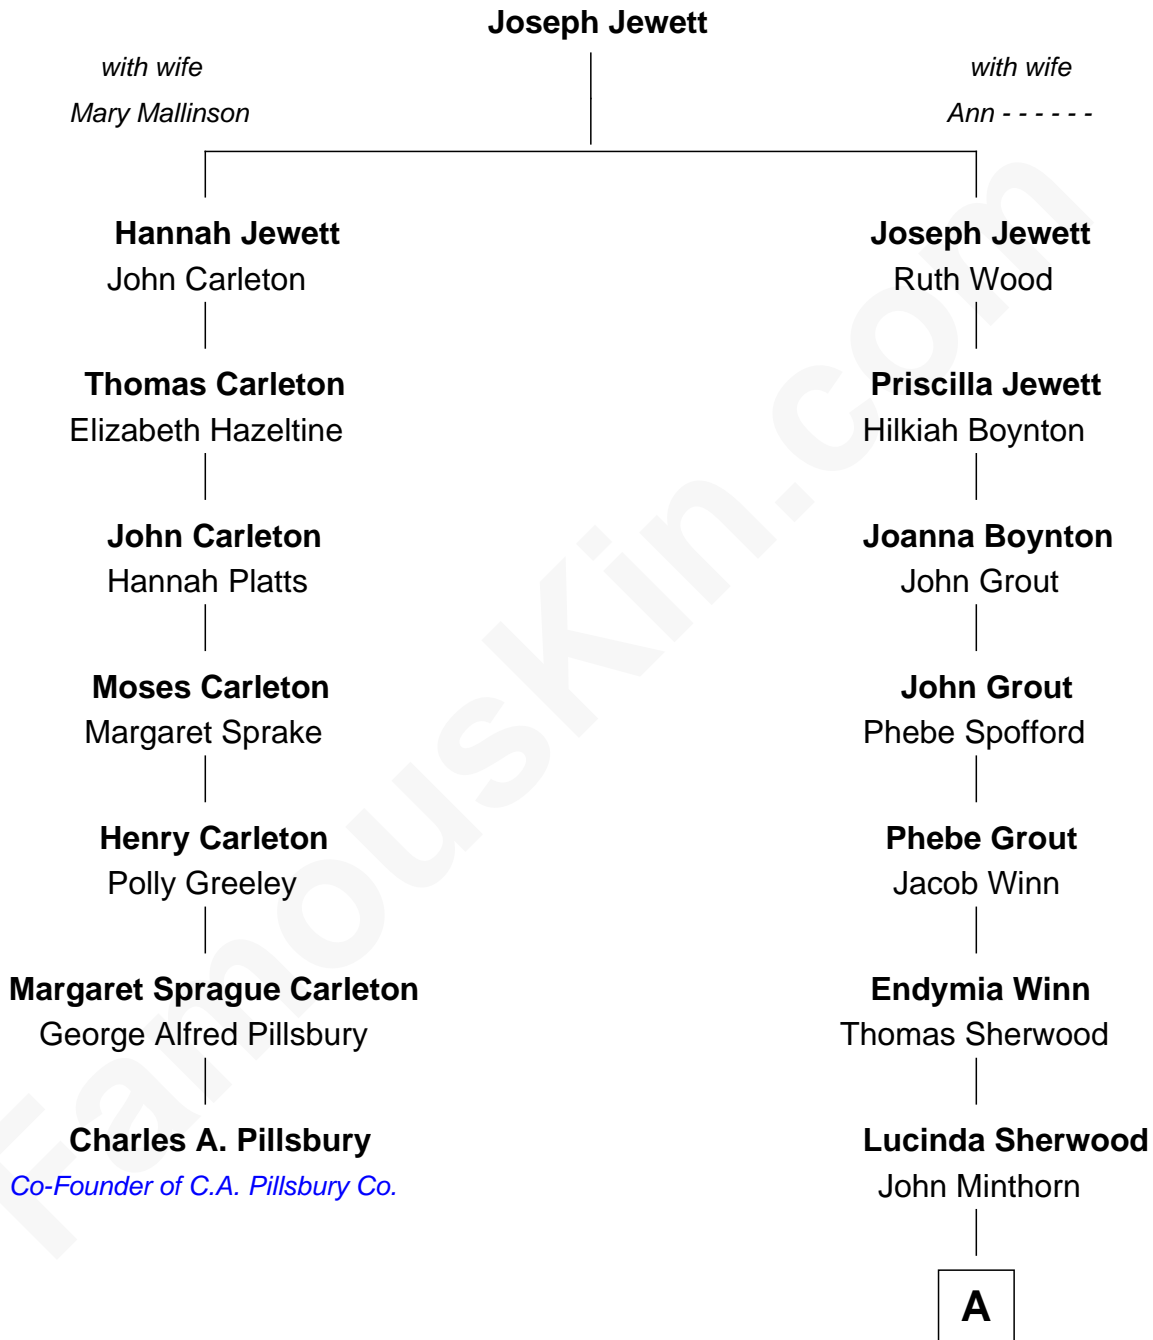 Joseph Jewett
with wife
Mary Mallinson
with wife
Ann - - - - - -
Hannah Jewett
John Carleton
Joseph Jewett
Ruth Wood
Thomas Carleton
Elizabeth Hazeltine
Priscilla Jewett
Hilkiah Boynton
John Carleton
Hannah Platts
Joanna Boynton
John Grout
Moses Carleton
Margaret Sprake
John Grout
Phebe Spofford
Henry Carleton
Polly Greeley
Phebe Grout
Jacob Winn
Margaret Sprague Carleton
George Alfred Pillsbury
Endymia Winn
Thomas Sherwood
Charles A. Pillsbury
Co-Founder of C.A. Pillsbury Co.
Lucinda Sherwood
John Minthorn
A
FamousKin.com